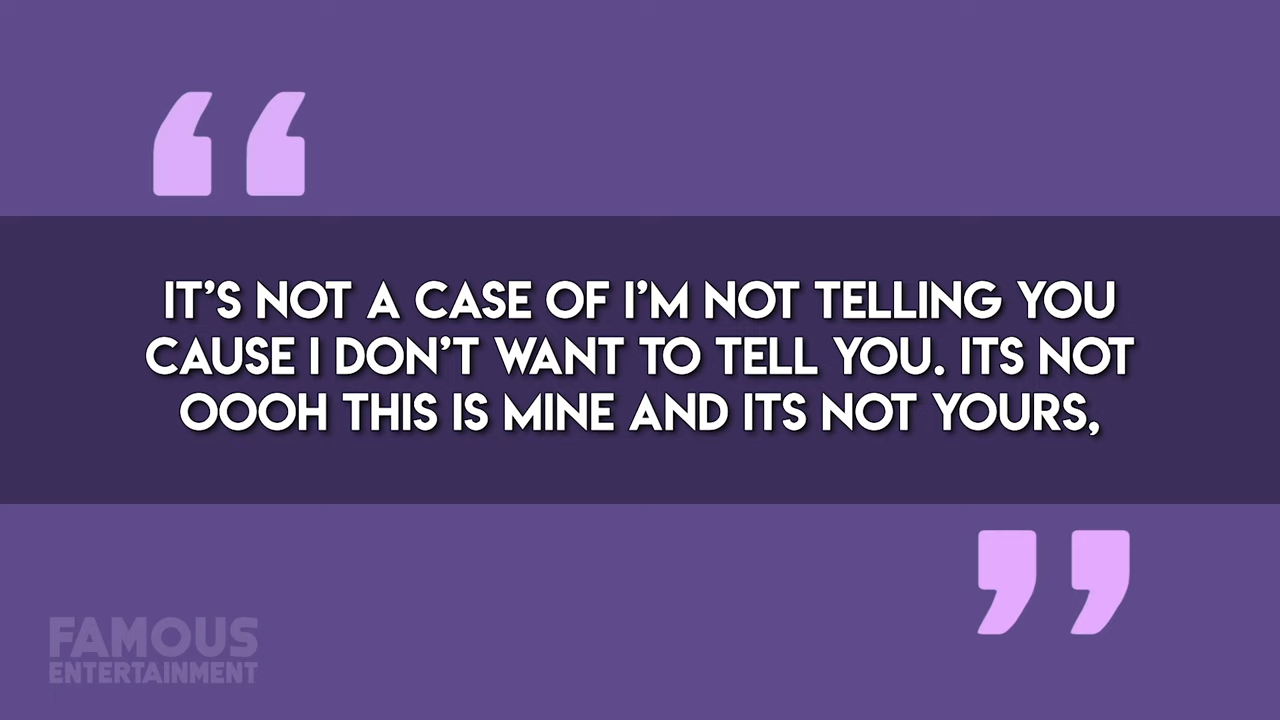 “
IT’S NOT A CASE OF I’M NOT TELLING YOU
CAUSE I DON’T WANT TO TELL YOU. ITS NOT
OOOH THIS IS MINE AND ITS NOT YOURS,
”
FAMOUS
ENTERTAINMENT